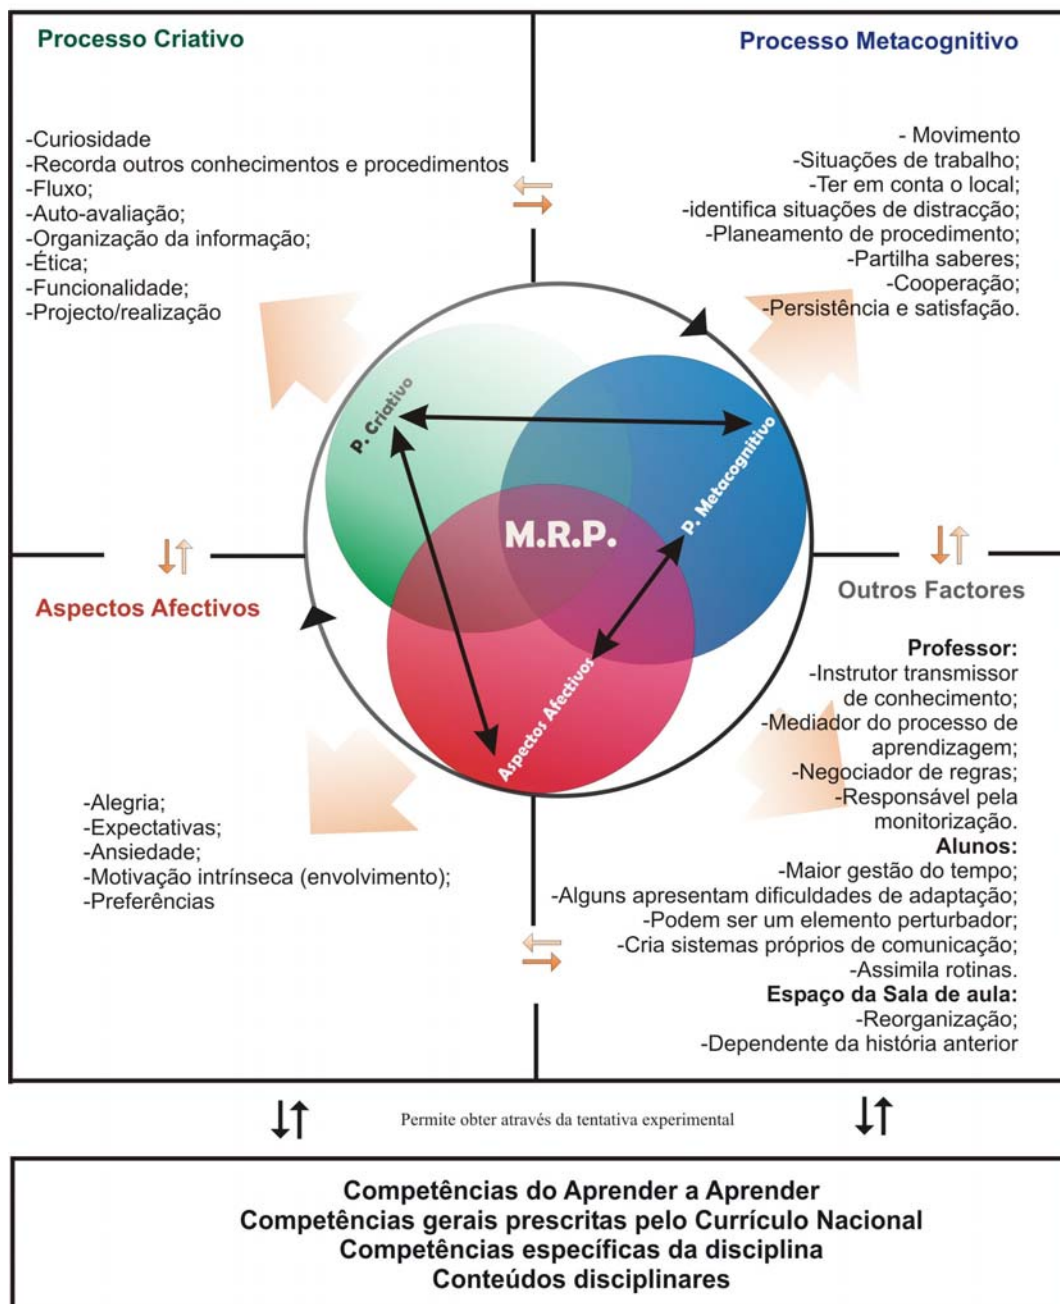 Processo Criativo
-Curiosidade
-Recorda outros conhecimentos e procedimentos
-Fluxo;
-Auto-avaliação;
-Organização da informação;
-Ética;
-Funcionalidade;
-Projecto/realização
Processo Metacognitivo
- Movimento
-Situações de trabalho;
-Ter em conta o local;
-identifica situações de distracção;
-Planeamento de procedimento;
-Partilha saberes;
-Cooperação;
-Persistência e satisfação.
P. Criativo
P. Metacognitivo
M.R.P.
Aspectos Afectivos
Aspectos Afectivos
-Alegria;
-Expectativas;
-Ansiedade;
-Motivação intrínseca (envolvimento);
-Preferências
Outros Factores
Professor:
-Instrutor transmissor
de conhecimento;
-Mediador do processo de
aprendizagem;
-Negociador de regras;
-Responsável pela
monitorização.
Alunos:
-Maior gestão do tempo;
-Alguns apresentam dificuldades de adaptação;
-Podem ser um elemento perturbador;
-Cria sistemas próprios de comunicação;
-Assimila rotinas.
Espaço da Sala de aula:
-Reorganização;
-Dependente da história anterior
Permite obter através da tentativa experimental
Competências do Aprender a Aprender
Competências gerais prescritas pelo Currículo Nacional
Competências específicas da disciplina
Conteúdos disciplinares